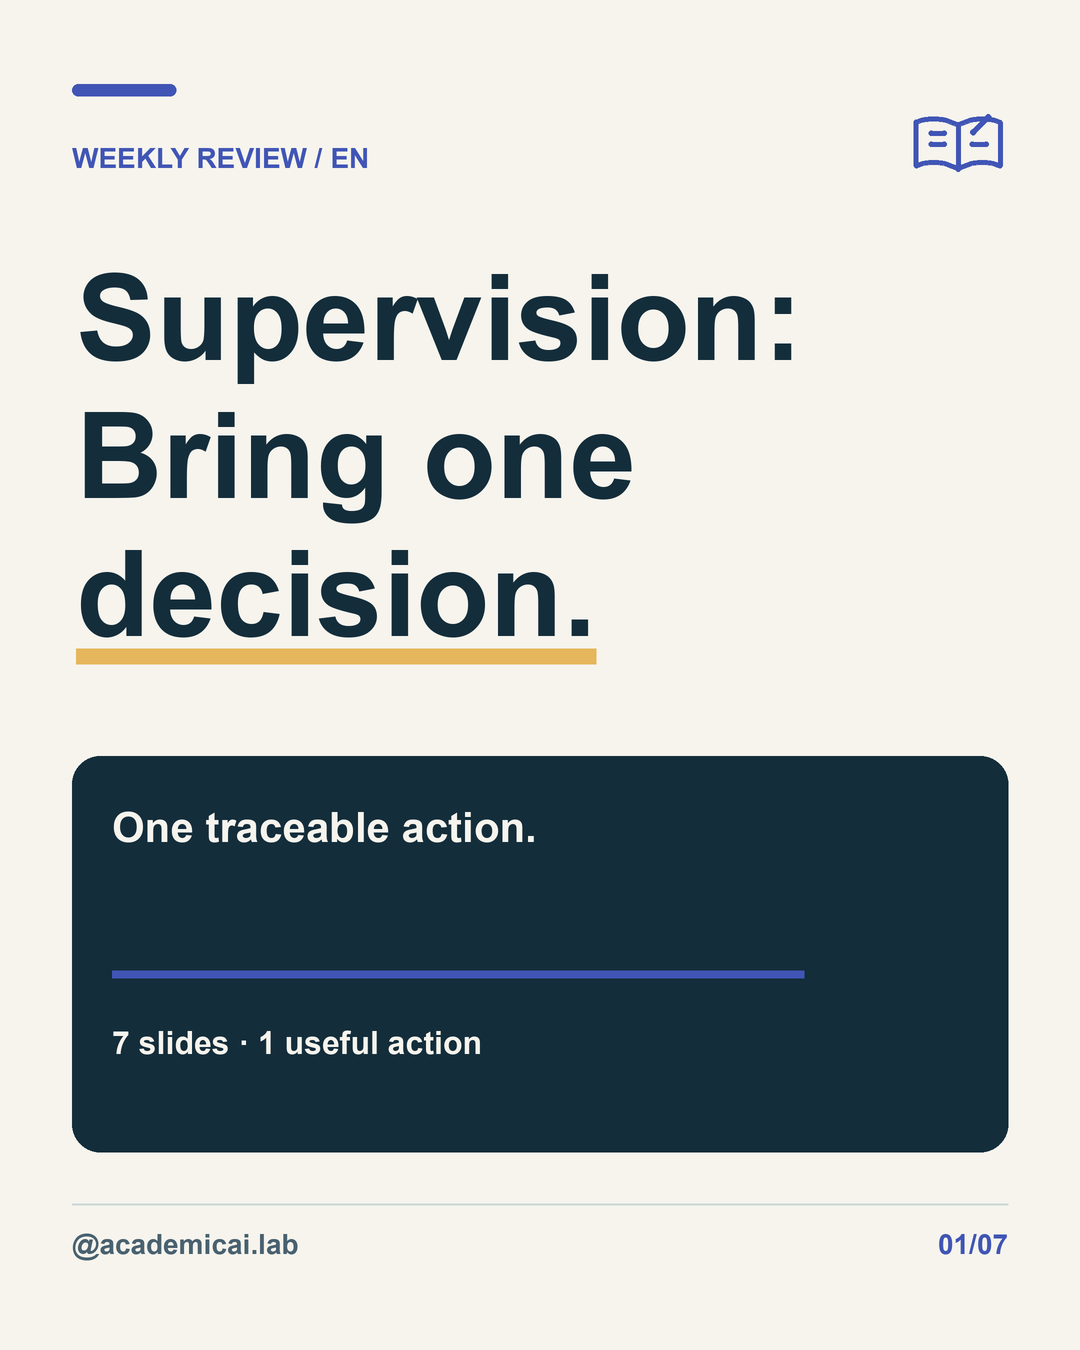 WEEKLY REVIEW / EN
Supervision:
Bring one
decision.
One traceable action.
7 slides · 1 useful action
@academicai.lab
01/07